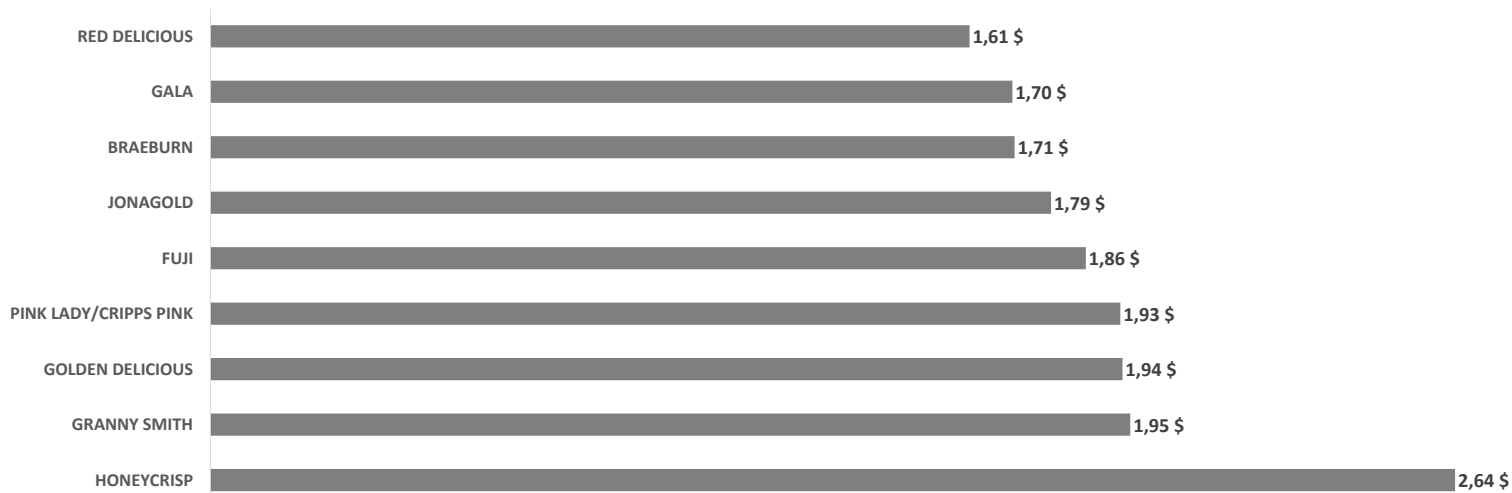 RED DELICIOUS 1,61 $
GALA 1,70 $
BRAEBURN 1,71 $
JONAGOLD 1,79 $
FUJI 1,86 $
PINK LADY/CRIPPS PINK 1,93 $
GOLDEN DELICIOUS 1,94 $
GRANNY SMITH 1,95 $
HONEYCRISP 2,64 $